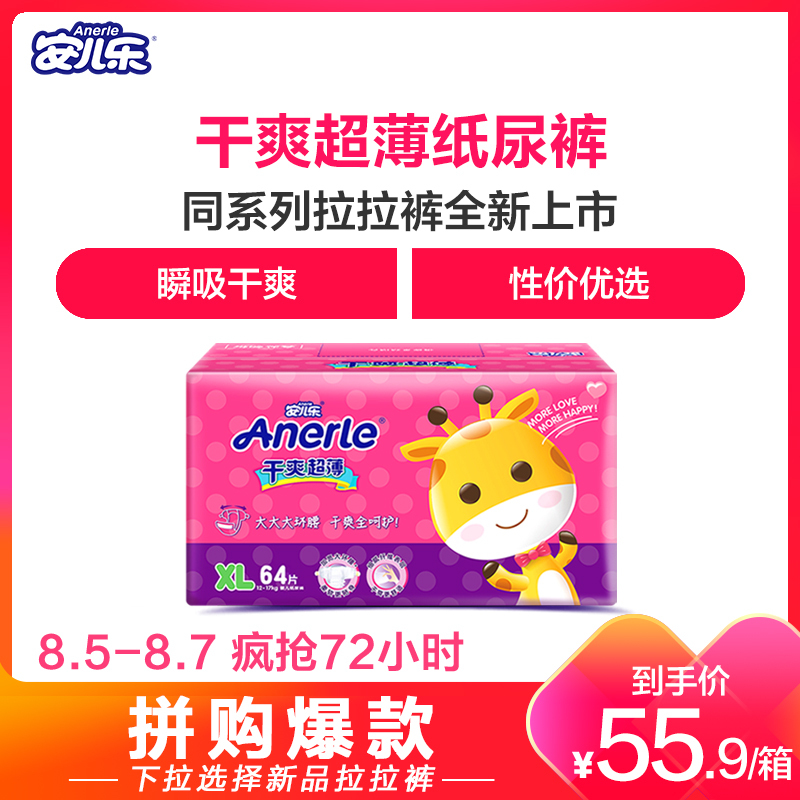 Anerle
安儿乐®
干爽超薄纸尿裤
同系列拉拉裤全新上市
瞬吸干爽
性价优选
安儿乐
Anerle®
干爽超薄
MORE LOVE
MORE HAPPY!
大大大环腰 干爽全呵护!
XL 64片
12-17kg
8.5-8.7 疯抢72小时
到手价
¥55.9/箱
拼购爆款
下拉选择新品拉拉裤